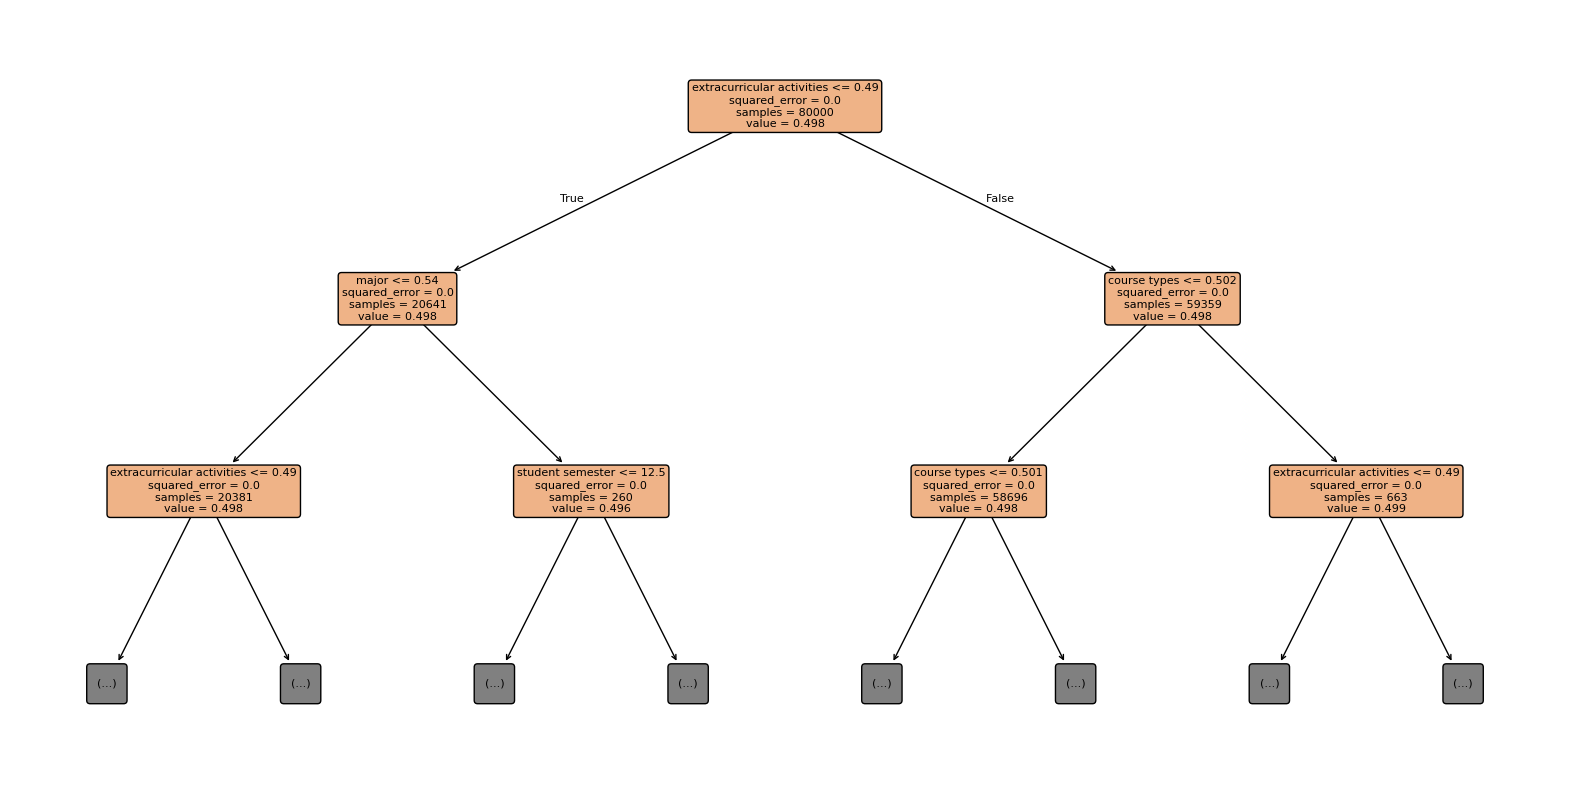 extracurricular activities <= 0.49
squared_error = 0.0
samples = 80000
value = 0.498
True
False
major <= 0.54
squared_error = 0.0
samples = 20641
value = 0.498
course types <= 0.502
squared_error = 0.0
samples = 59359
value = 0.498
extracurricular activities <= 0.49
squared_error = 0.0
samples = 20381
value = 0.498
student semester <= 12.5
squared_error = 0.0
samples = 260
value = 0.496
course types <= 0.501
squared_error = 0.0
samples = 58696
value = 0.498
extracurricular activities <= 0.49
squared_error = 0.0
samples = 663
value = 0.499
(...)
(...)
(...)
(...)
(...)
(...)
(...)
(...)